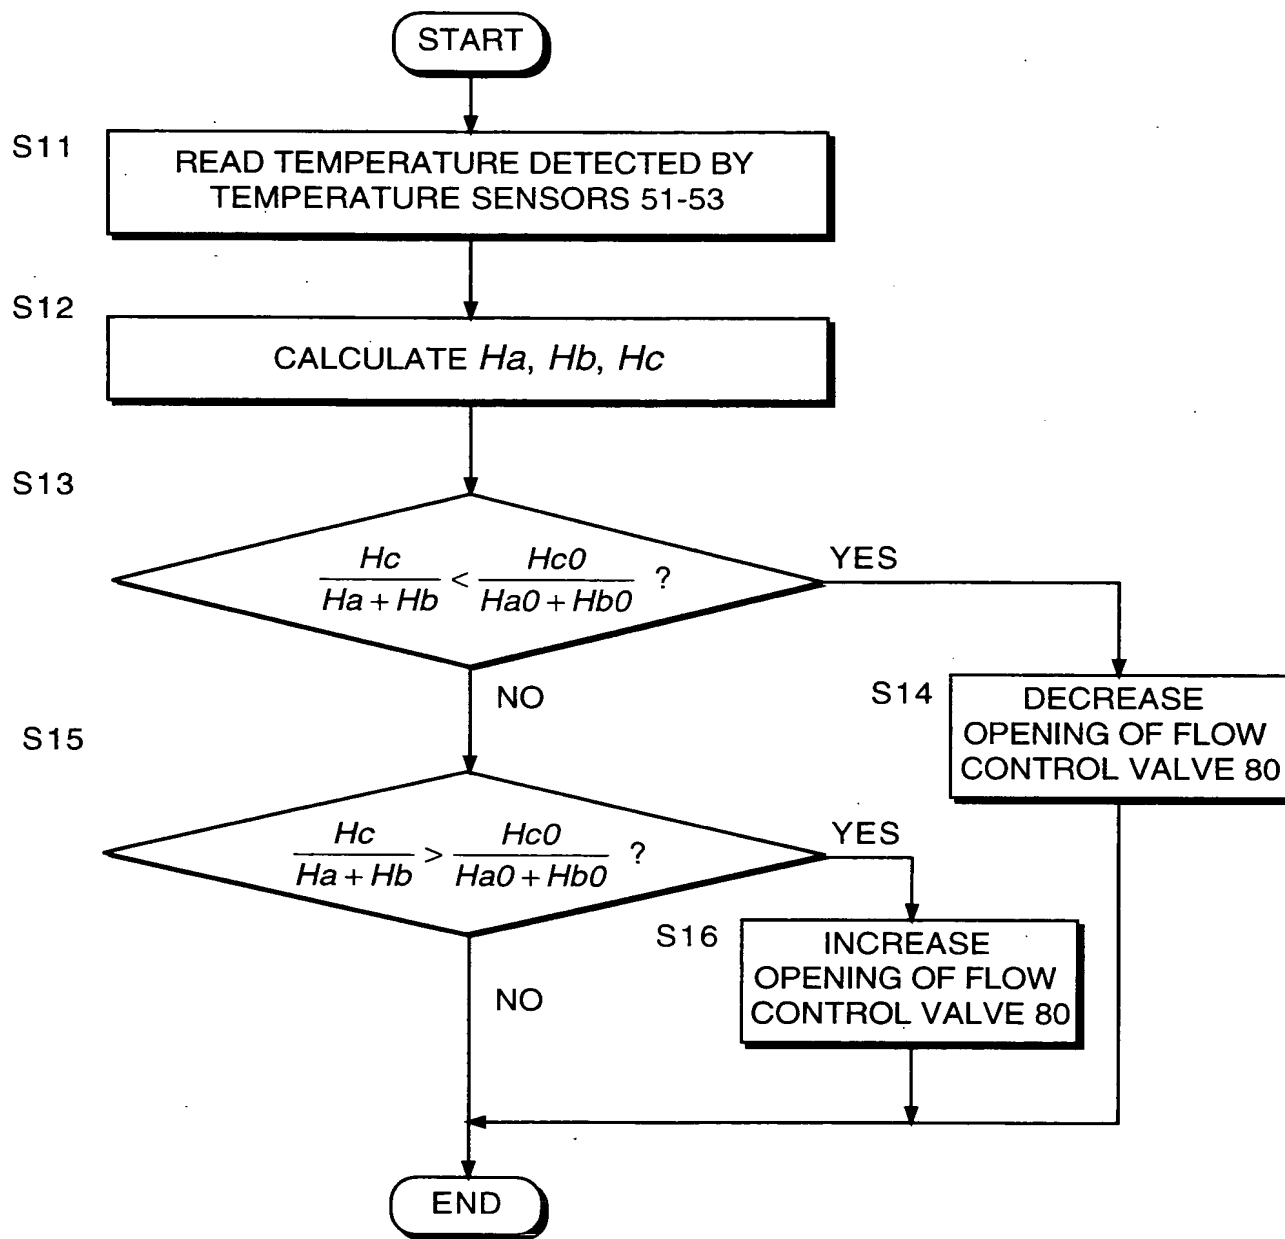 START
S11
READ TEMPERATURE DETECTED BY
TEMPERATURE SENSORS 51-53
S12
CALCULATE Ha, Hb, Hc
S13
Hc / Ha + Hb < Hc0 / Ha0 + Hb0 ?
YES
NO
S14
DECREASE
OPENING OF FLOW
CONTROL VALVE 80
S15
Hc / Ha + Hb > Hc0 / Ha0 + Hb0 ?
YES
NO
S16
INCREASE
OPENING OF FLOW
CONTROL VALVE 80
END